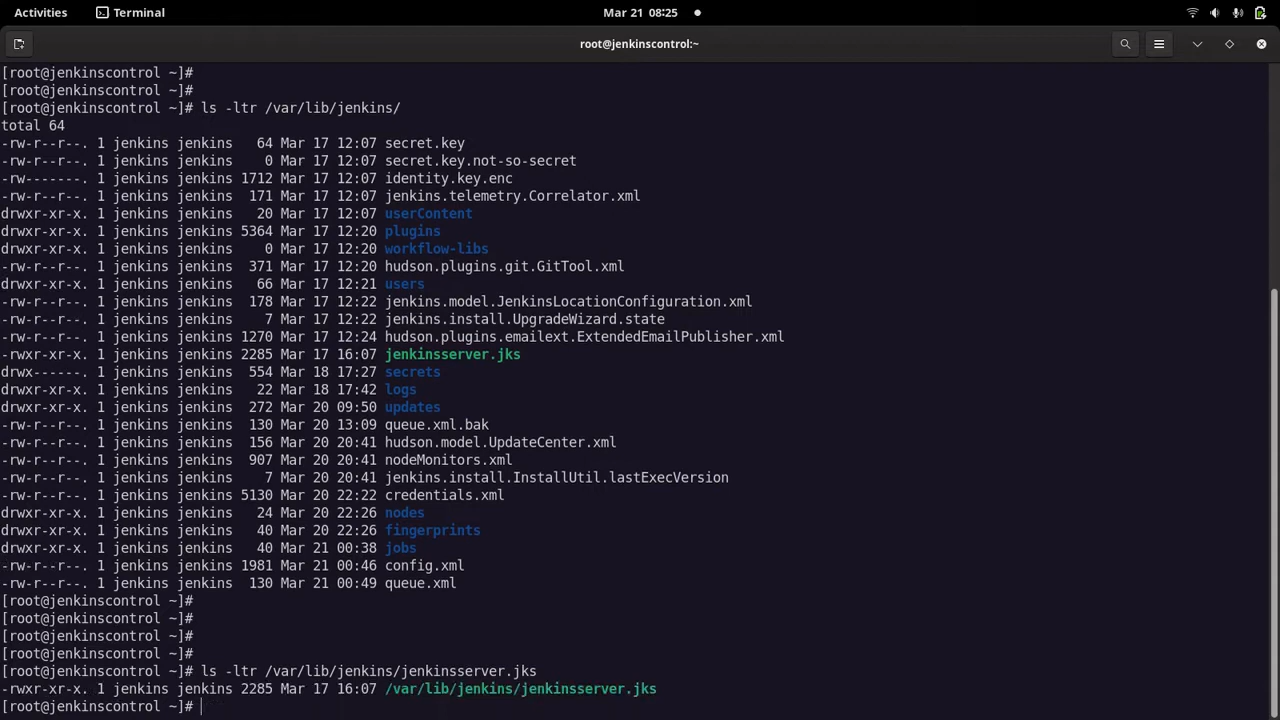 Activities
Terminal
Mar 21 08:25
root@jenkinscontrol:~
[root@jenkinscontrol ~]#
[root@jenkinscontrol ~]#
[root@jenkinscontrol ~]# ls -ltr /var/lib/jenkins/
total 64
-rw-r--r--. 1 jenkins jenkins   64 Mar 17 12:07 secret.key
-rw-r--r--. 1 jenkins jenkins    0 Mar 17 12:07 secret.key.not-so-secret
-rw-------. 1 jenkins jenkins 1712 Mar 17 12:07 identity.key.enc
-rw-r--r--. 1 jenkins jenkins  171 Mar 17 12:07 jenkins.telemetry.Correlator.xml
drwxr-xr-x. 1 jenkins jenkins   20 Mar 17 12:07 userContent
drwxr-xr-x. 1 jenkins jenkins 5364 Mar 17 12:20 plugins
drwxr-xr-x. 1 jenkins jenkins    0 Mar 17 12:20 workflow-libs
-rw-r--r--. 1 jenkins jenkins  371 Mar 17 12:20 hudson.plugins.git.GitTool.xml
drwxr-xr-x. 1 jenkins jenkins   66 Mar 17 12:21 users
-rw-r--r--. 1 jenkins jenkins  178 Mar 17 12:22 jenkins.model.JenkinsLocationConfiguration.xml
-rw-r--r--. 1 jenkins jenkins    7 Mar 17 12:22 jenkins.install.UpgradeWizard.state
-rw-r--r--. 1 jenkins jenkins 1270 Mar 17 12:24 hudson.plugins.emailext.ExtendedEmailPublisher.xml
-rwxr-xr-x. 1 jenkins jenkins 2285 Mar 17 16:07 jenkinsserver.jks
drwx------. 1 jenkins jenkins  554 Mar 18 17:27 secrets
drwxr-xr-x. 1 jenkins jenkins   22 Mar 18 17:42 logs
drwxr-xr-x. 1 jenkins jenkins  272 Mar 20 09:50 updates
-rw-r--r--. 1 jenkins jenkins  130 Mar 20 13:09 queue.xml.bak
-rw-r--r--. 1 jenkins jenkins  156 Mar 20 20:41 hudson.model.UpdateCenter.xml
-rw-r--r--. 1 jenkins jenkins  907 Mar 20 20:41 nodeMonitors.xml
-rw-r--r--. 1 jenkins jenkins    7 Mar 20 20:41 jenkins.install.InstallUtil.lastExecVersion
-rw-r--r--. 1 jenkins jenkins 5130 Mar 20 22:22 credentials.xml
drwxr-xr-x. 1 jenkins jenkins   24 Mar 20 22:26 nodes
drwxr-xr-x. 1 jenkins jenkins   40 Mar 20 22:26 fingerprints
drwxr-xr-x. 1 jenkins jenkins   40 Mar 21 00:38 jobs
-rw-r--r--. 1 jenkins jenkins 1981 Mar 21 00:46 config.xml
-rw-r--r--. 1 jenkins jenkins  130 Mar 21 00:49 queue.xml
[root@jenkinscontrol ~]#
[root@jenkinscontrol ~]#
[root@jenkinscontrol ~]#
[root@jenkinscontrol ~]#
[root@jenkinscontrol ~]# ls -ltr /var/lib/jenkins/jenkinsserver.jks
-rwxr-xr-x. 1 jenkins jenkins 2285 Mar 17 16:07 /var/lib/jenkins/jenkinsserver.jks
[root@jenkinscontrol ~]#